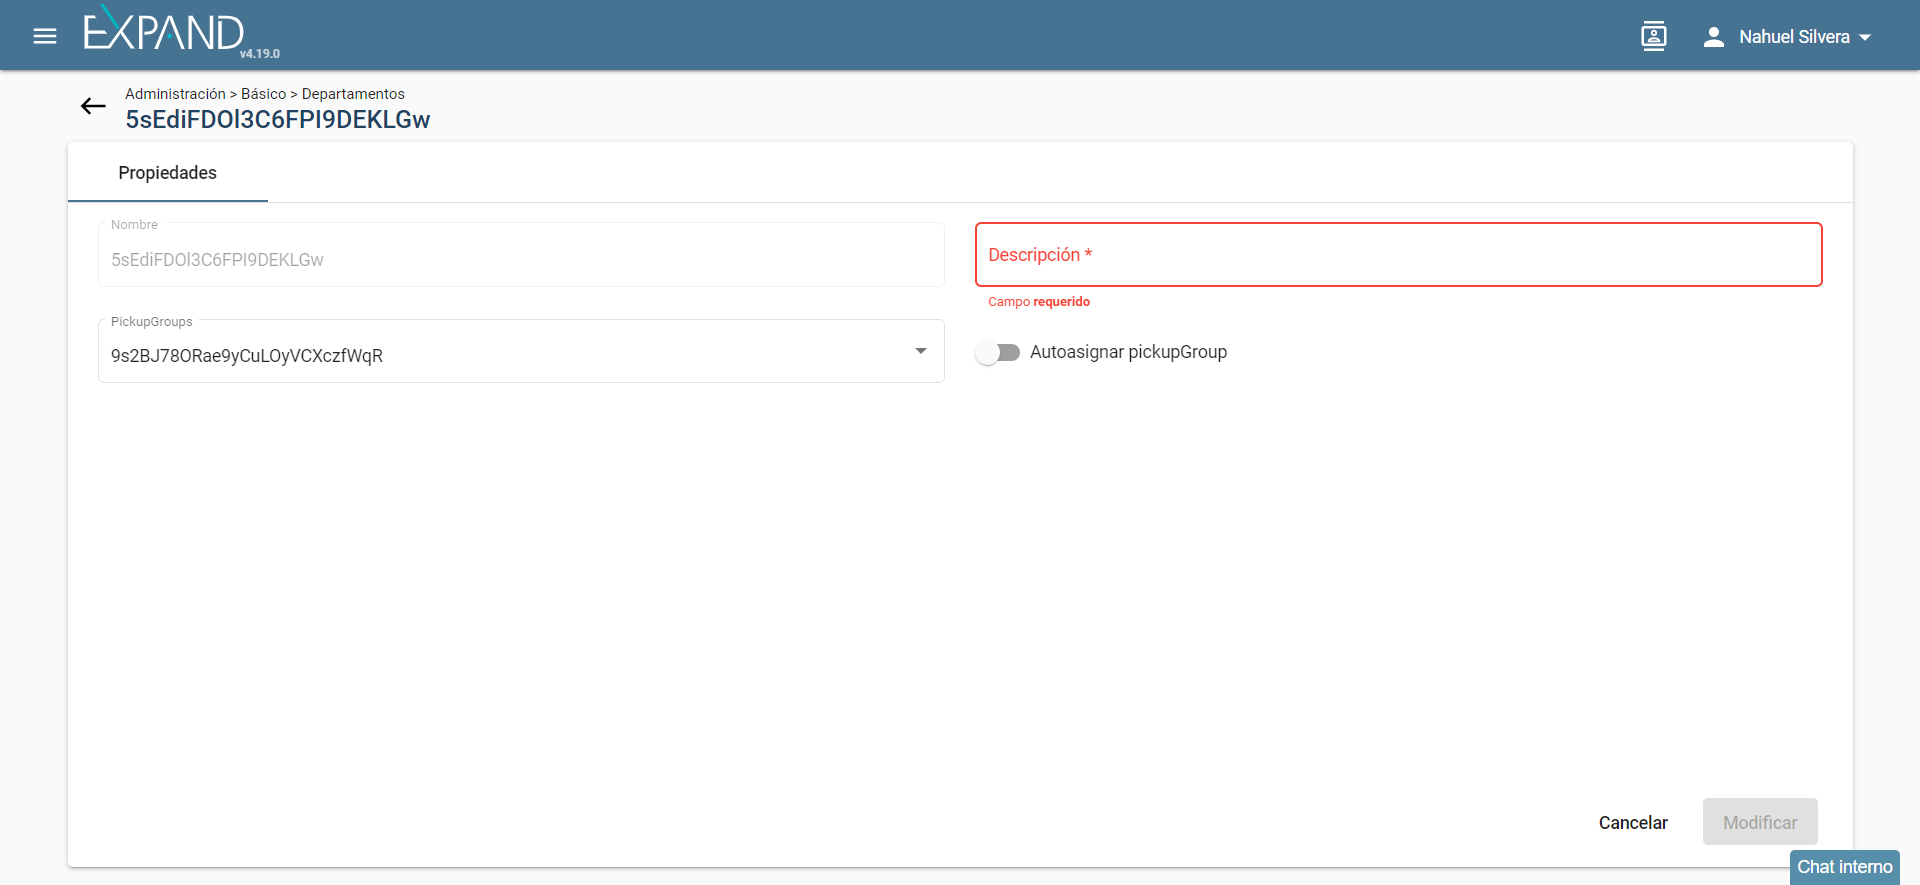 EXPAND
v4.19.0
Nahuel Silvera
Administración > Básico > Departamentos
5sEdiFDOl3C6FPI9DEKLGw
Propiedades
Nombre
5sEdiFDOl3C6FPI9DEKLGw
Descripción *
Campo requerido
PickupGroups
9s2BJ78ORae9yCuLOyVCXczfWqR
Autoasignar pickupGroup
Cancelar
Modificar
Chat interno